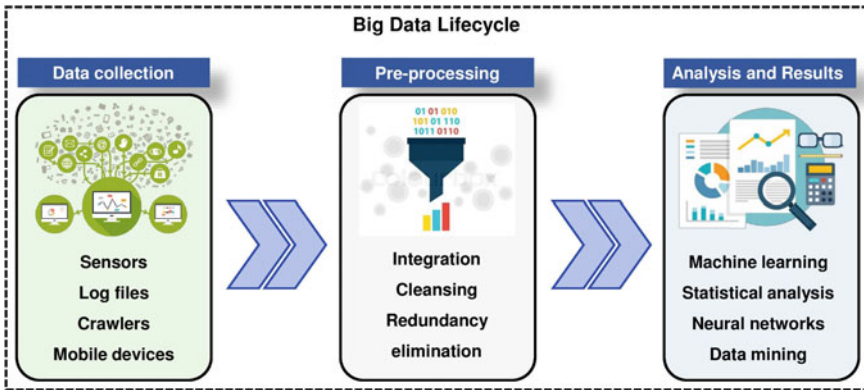 Big Data Lifecycle
Data collection
Sensors
Log files
Crawlers
Mobile devices
Pre-processing
01 01 010
101 01 110
1011 0110
Integration
Cleansing
Redundancy
elimination
Analysis and Results
Machine learning
Statistical analysis
Neural networks
Data mining